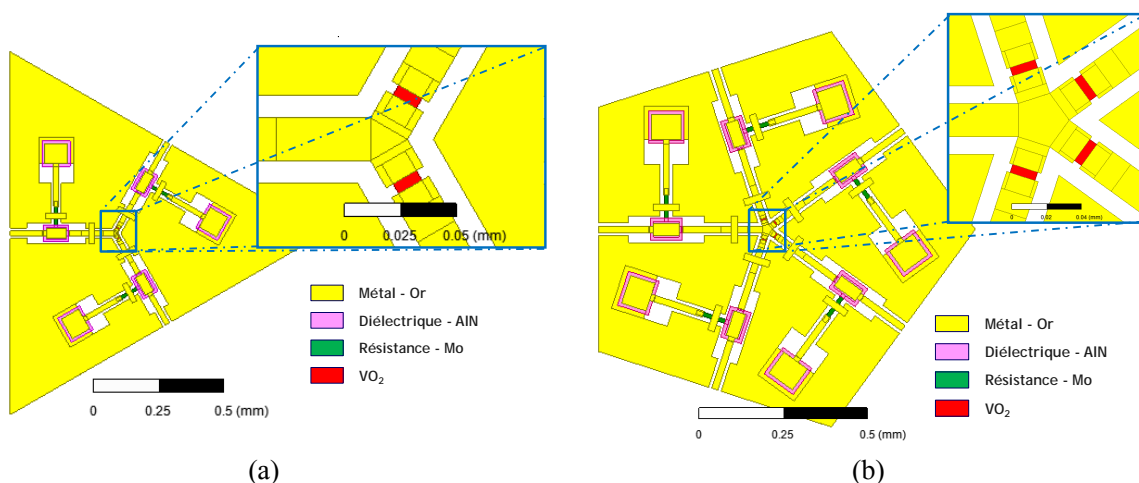 0
0.025
0.05 (mm)
Métal - Or
Diélectrique - AlN
Résistance - Mo
VO₂
0
0.25
0.5 (mm)
(a)
0
0.02
0.04 (mm)
Métal - Or
Diélectrique - AlN
Résistance - Mo
VO₂
0
0.25
0.5 (mm)
(b)